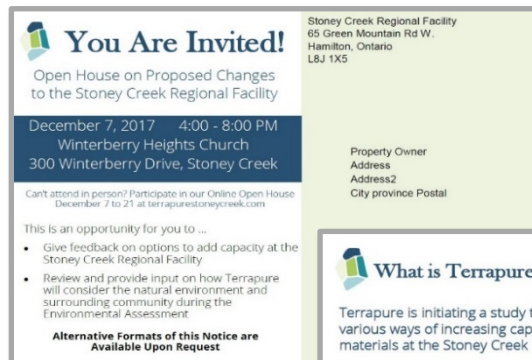 You Are Invited!
Open House on Proposed Changes
to the Stoney Creek Regional Facility
December 7, 2017 4:00 - 8:00 PM
Winterberry Heights Church
300 Winterberry Drive, Stoney Creek
Can't attend in person? Participate in our Online Open House
December 7 to 21 at terrapurestoneycreek.com
This is an opportunity for you to ...
• Give feedback on options to add capacity at the
Stoney Creek Regional Facility
• Review and provide input on how Terrapure
will consider the natural environment and
surrounding community during the
Environmental Assessment
Alternative Formats of this Notice are
Available Upon Request
Stoney Creek Regional Facility
65 Green Mountain Rd W.
Hamilton, Ontario
L8J 1X5
Property Owner
Address
Address2
City province Postal
What is Terrapure
Terrapure is initiating a study
various ways of increasing
materials at the Stoney Creek